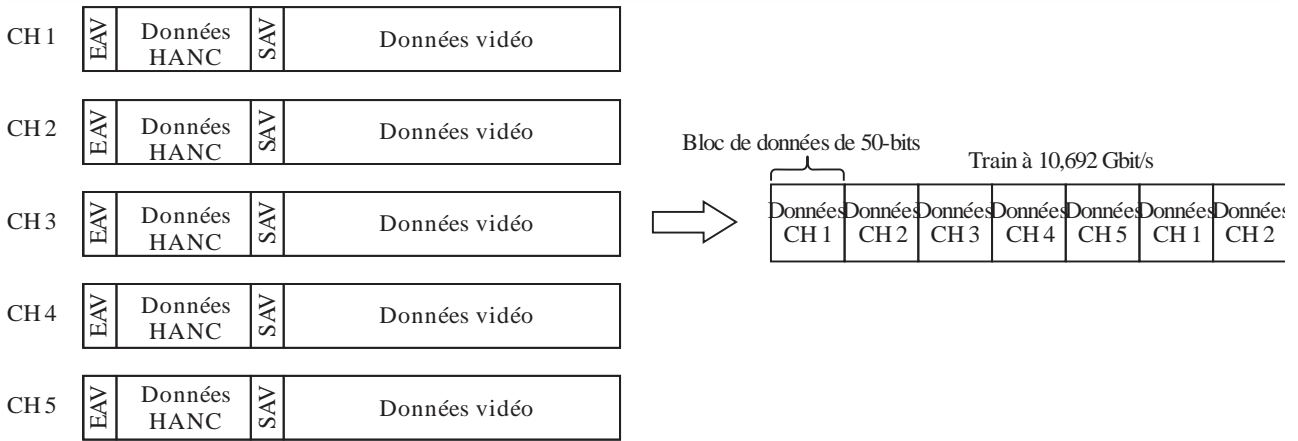 CH 1
EAV
Données
HANC
SAV
Données vidéo
CH 2
EAV
Données
HANC
SAV
Données vidéo
CH 3
EAV
Données
HANC
SAV
Données vidéo
CH 4
EAV
Données
HANC
SAV
Données vidéo
CH 5
EAV
Données
HANC
SAV
Données vidéo
Bloc de données de 50-bits
Train à 10,692 Gbit/s
Données
CH 1
Données
CH 2
Données
CH 3
Données
CH 4
Données
CH 5
Données
CH 1
Données
CH 2